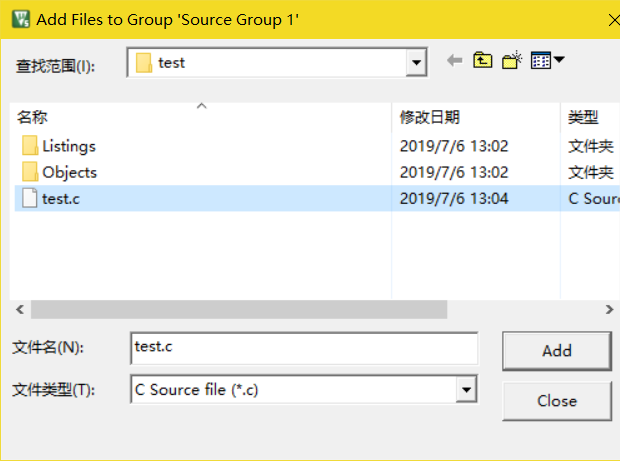 Add Files to Group 'Source Group 1'
查找范围(I): test
名称 修改日期 类型
Listings 2019/7/6 13:02 文件夹
Objects 2019/7/6 13:02 文件夹
test.c 2019/7/6 13:04 C Sour
文件名(N): test.c Add
文件类型(T): C Source file (*.c) Close